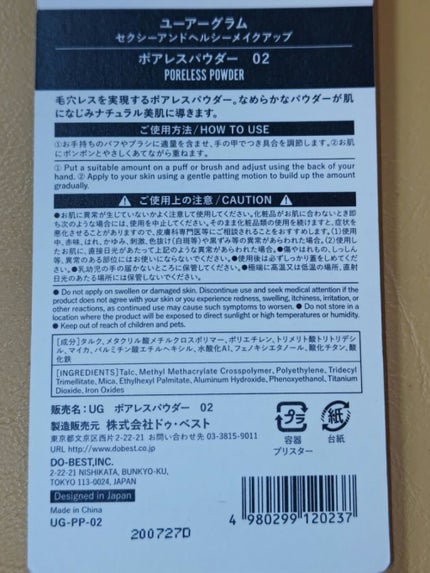 ユーアーグラム
セクシーアンドヘルシーメイクアップ
ポアレスパウダー 02
PORELESS POWDER
毛穴レスを実現するポアレスパウダー。なめらかなパウダーが肌
になじみナチュラル美肌に導きます。
ご使用方法/HOW TO USE
①お手持ちのパフやブラシに適量を含ませ、手の甲でつき具合を調節します。②お肌
にポンポンとやさしくあてながら重ねます。
① Put a suitable amount on a puff or brush and adjust using the back of your
hand. ② Apply to your skin using a gentle patting motion to build up the amount
gradually.
ご使用上の注意/CAUTION
●お肌に異常が生じていないかよく注意して使用してください。化粧品がお肌に合わないとき即
ち次のような場合には、使用を中止してください。そのまま化粧品類の使用を続けますと、症状を
悪化させることがありますので、皮膚科専門医等にご相談されることをおすすめします。(1)使用
中、赤味、はれ、かゆみ、刺激、色抜け(白斑等)や黒ずみ等の異常があらわれた場合。(2)使用し
たお肌に、直接日光があたって上記のような異常があらわれた場合。●傷やはれもの、しっしん
等、異常のある部位にはお使いにならないでください。●使用後は必ずしっかり蓋をしてくださ
い。●乳幼児の手の届かないところに保管してください。●極端に高温又は低温の場所、直射
日光のあたる場所には保管しないでください。
● Do not apply on swollen or damaged skin. Discontinue use and seek medical attention if the
product does not agree with your skin or you experience redness, swelling, itchiness, irritation, or
other reactions, as continued use may cause such symptoms to worsen. ● Do not store in a
location where the product will be exposed to direct sunlight or high temperatures or humidity.
● Keep out of reach of children and pets.
[成分]タルク、メタクリル酸メチルクロスポリマー、ポリエチレン、トリメリト酸トリトリデシ
ル、マイカ、パルミチン酸エチルヘキシル、水酸化Al、フェノキシエタノール、酸化チタン、酸
化鉄
[INGREDIENTS]Talc, Methyl Methacrylate Crosspolymer, Polyethylene, Tridecyl
Trimellitate, Mica, Ethylhexyl Palmitate, Aluminum Hydroxide, Phenoxyethanol, Titanium
Dioxide, Iron Oxides
販売名：UG ポアレスパウダー 02
製造販売元 株式会社ドゥ・ベスト
東京都文京区西片2-22-21 お問い合わせ先 03-3815-9011
URL http://www.dobest.co.jp
DO-BEST,INC.
2-22-21 NISHIKATA, BUNKYO-KU,
TOKYO 113-0024, JAPAN
Designed in Japan
Made in China
UG-PP-02
プラ
容器
ブリスター
紙
台紙
200727D
4 980299 120237